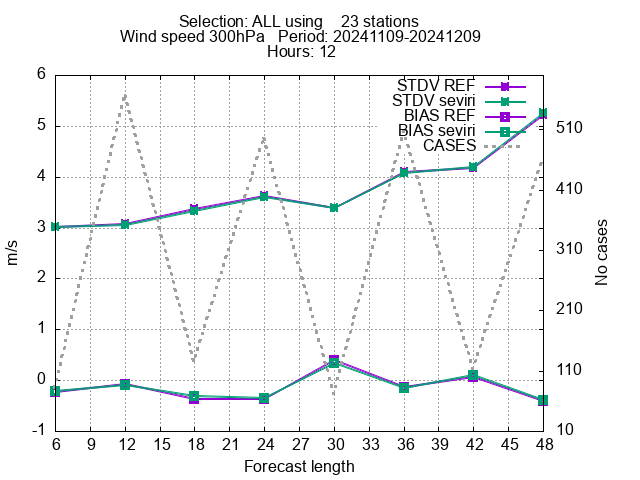 Selection: ALL using    23 stations
Wind speed 300hPa   Period: 20241109-20241209
Hours: 12
STDV REF
STDV seviri
BIAS REF
BIAS seviri
CASES
6
5
4
3
2
1
0
-1
m/s
510
410
310
210
110
10
No cases
6 9 12 15 18 21 24 27 30 33 36 39 42 45 48
Forecast length